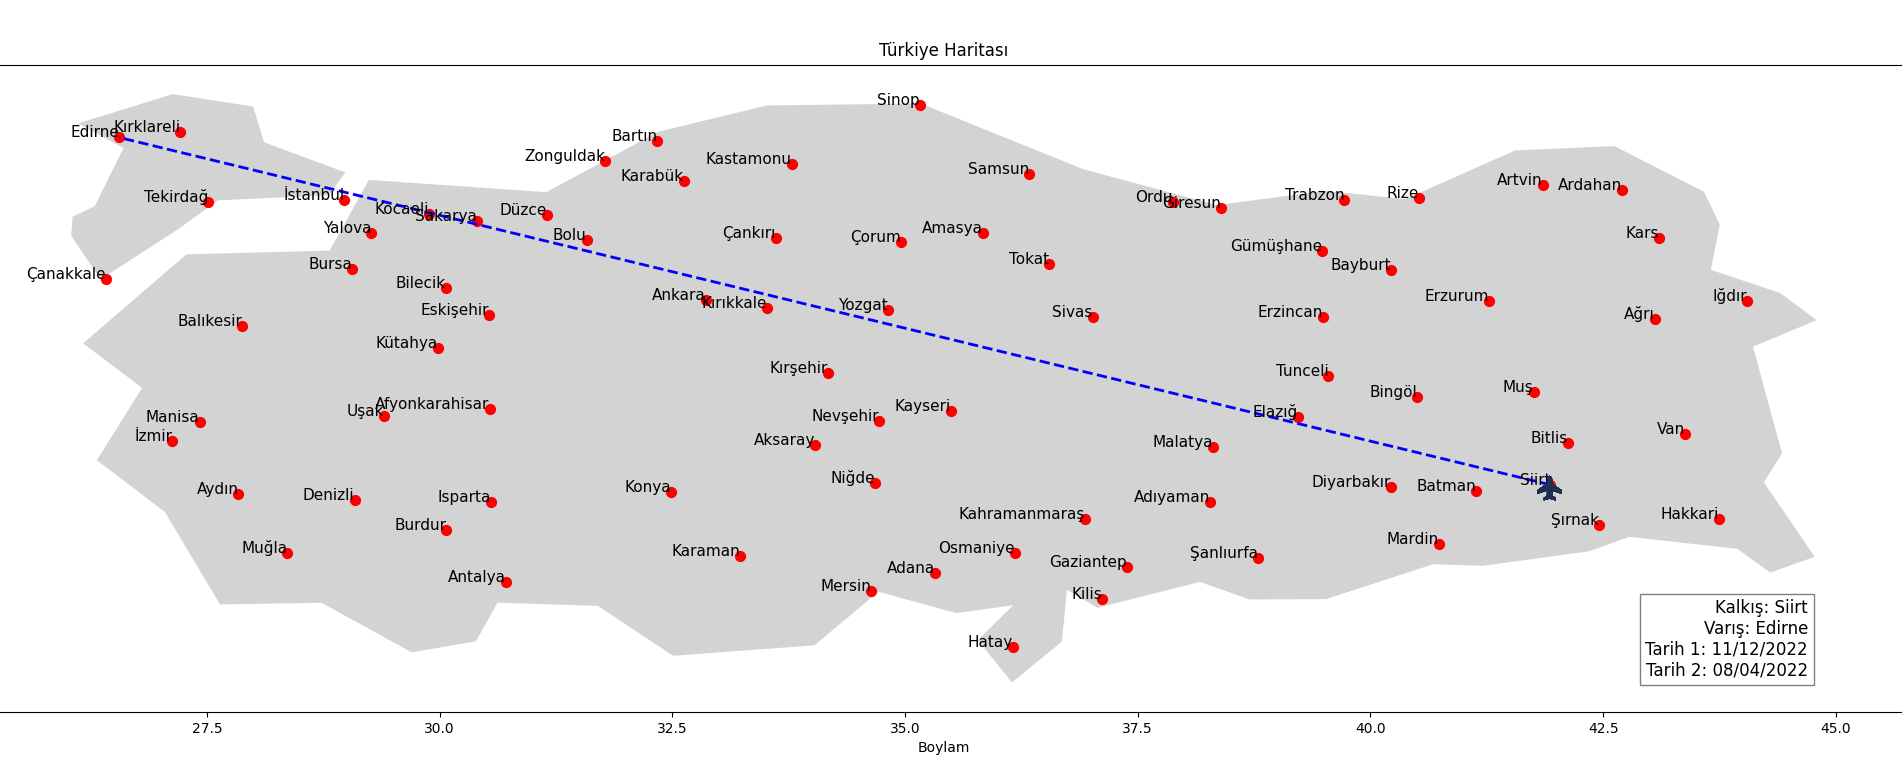 Türkiye Haritası
Sinop
Kırklareli
Edirne
Bartın
Zonguldak
Kastamonu
Karabük
Samsun
Artvin
Ardahan
Tekirdağ
İstanbul
Kocaeli
Sakarya
Düzce
Ordu
Giresun
Trabzon
Rize
Yalova
Bolu
Çankırı
Çorum
Amasya
Kars
Gümüşhane
Bayburt
Tokat
Bursa
Çanakkale
Bilecik
Ankara
Kırıkkale
Yozgat
Erzurum
Iğdır
Eskişehir
Sivas
Erzincan
Ağrı
Balıkesir
Kütahya
Kırşehir
Tunceli
Bingöl
Muş
Uşak
Afyonkarahisar
Nevşehir
Kayseri
Elazığ
Manisa
İzmir
Aksaray
Malatya
Bitlis
Van
Aydın
Denizli
Isparta
Konya
Niğde
Adıyaman
Diyarbakır
Batman
Siirt
Burdur
Kahramanmaraş
Şırnak
Hakkari
Muğla
Karaman
Osmaniye
Gaziantep
Şanlıurfa
Mardin
Antalya
Mersin
Adana
Kilis
Hatay
Kalkış: Siirt
Varış: Edirne
Tarih 1: 11/12/2022
Tarih 2: 08/04/2022
27.5 30.0 32.5 35.0 37.5 40.0 42.5 45.0
Boylam